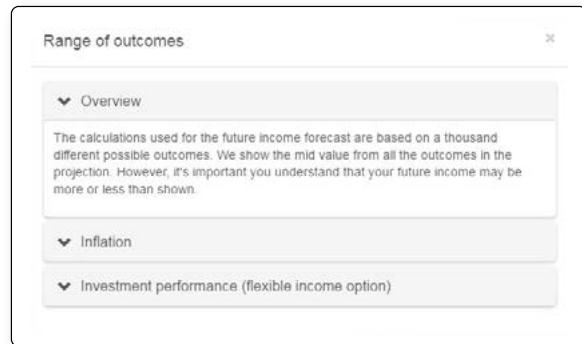 Range of outcomes
Overview
The calculations used for the future income forecast are based on a thousand
different possible outcomes. We show the mid value from all the outcomes in the
projection. However, it's important you understand that your future income may be
more or less than shown.
Inflation
Investment performance (flexible income option)